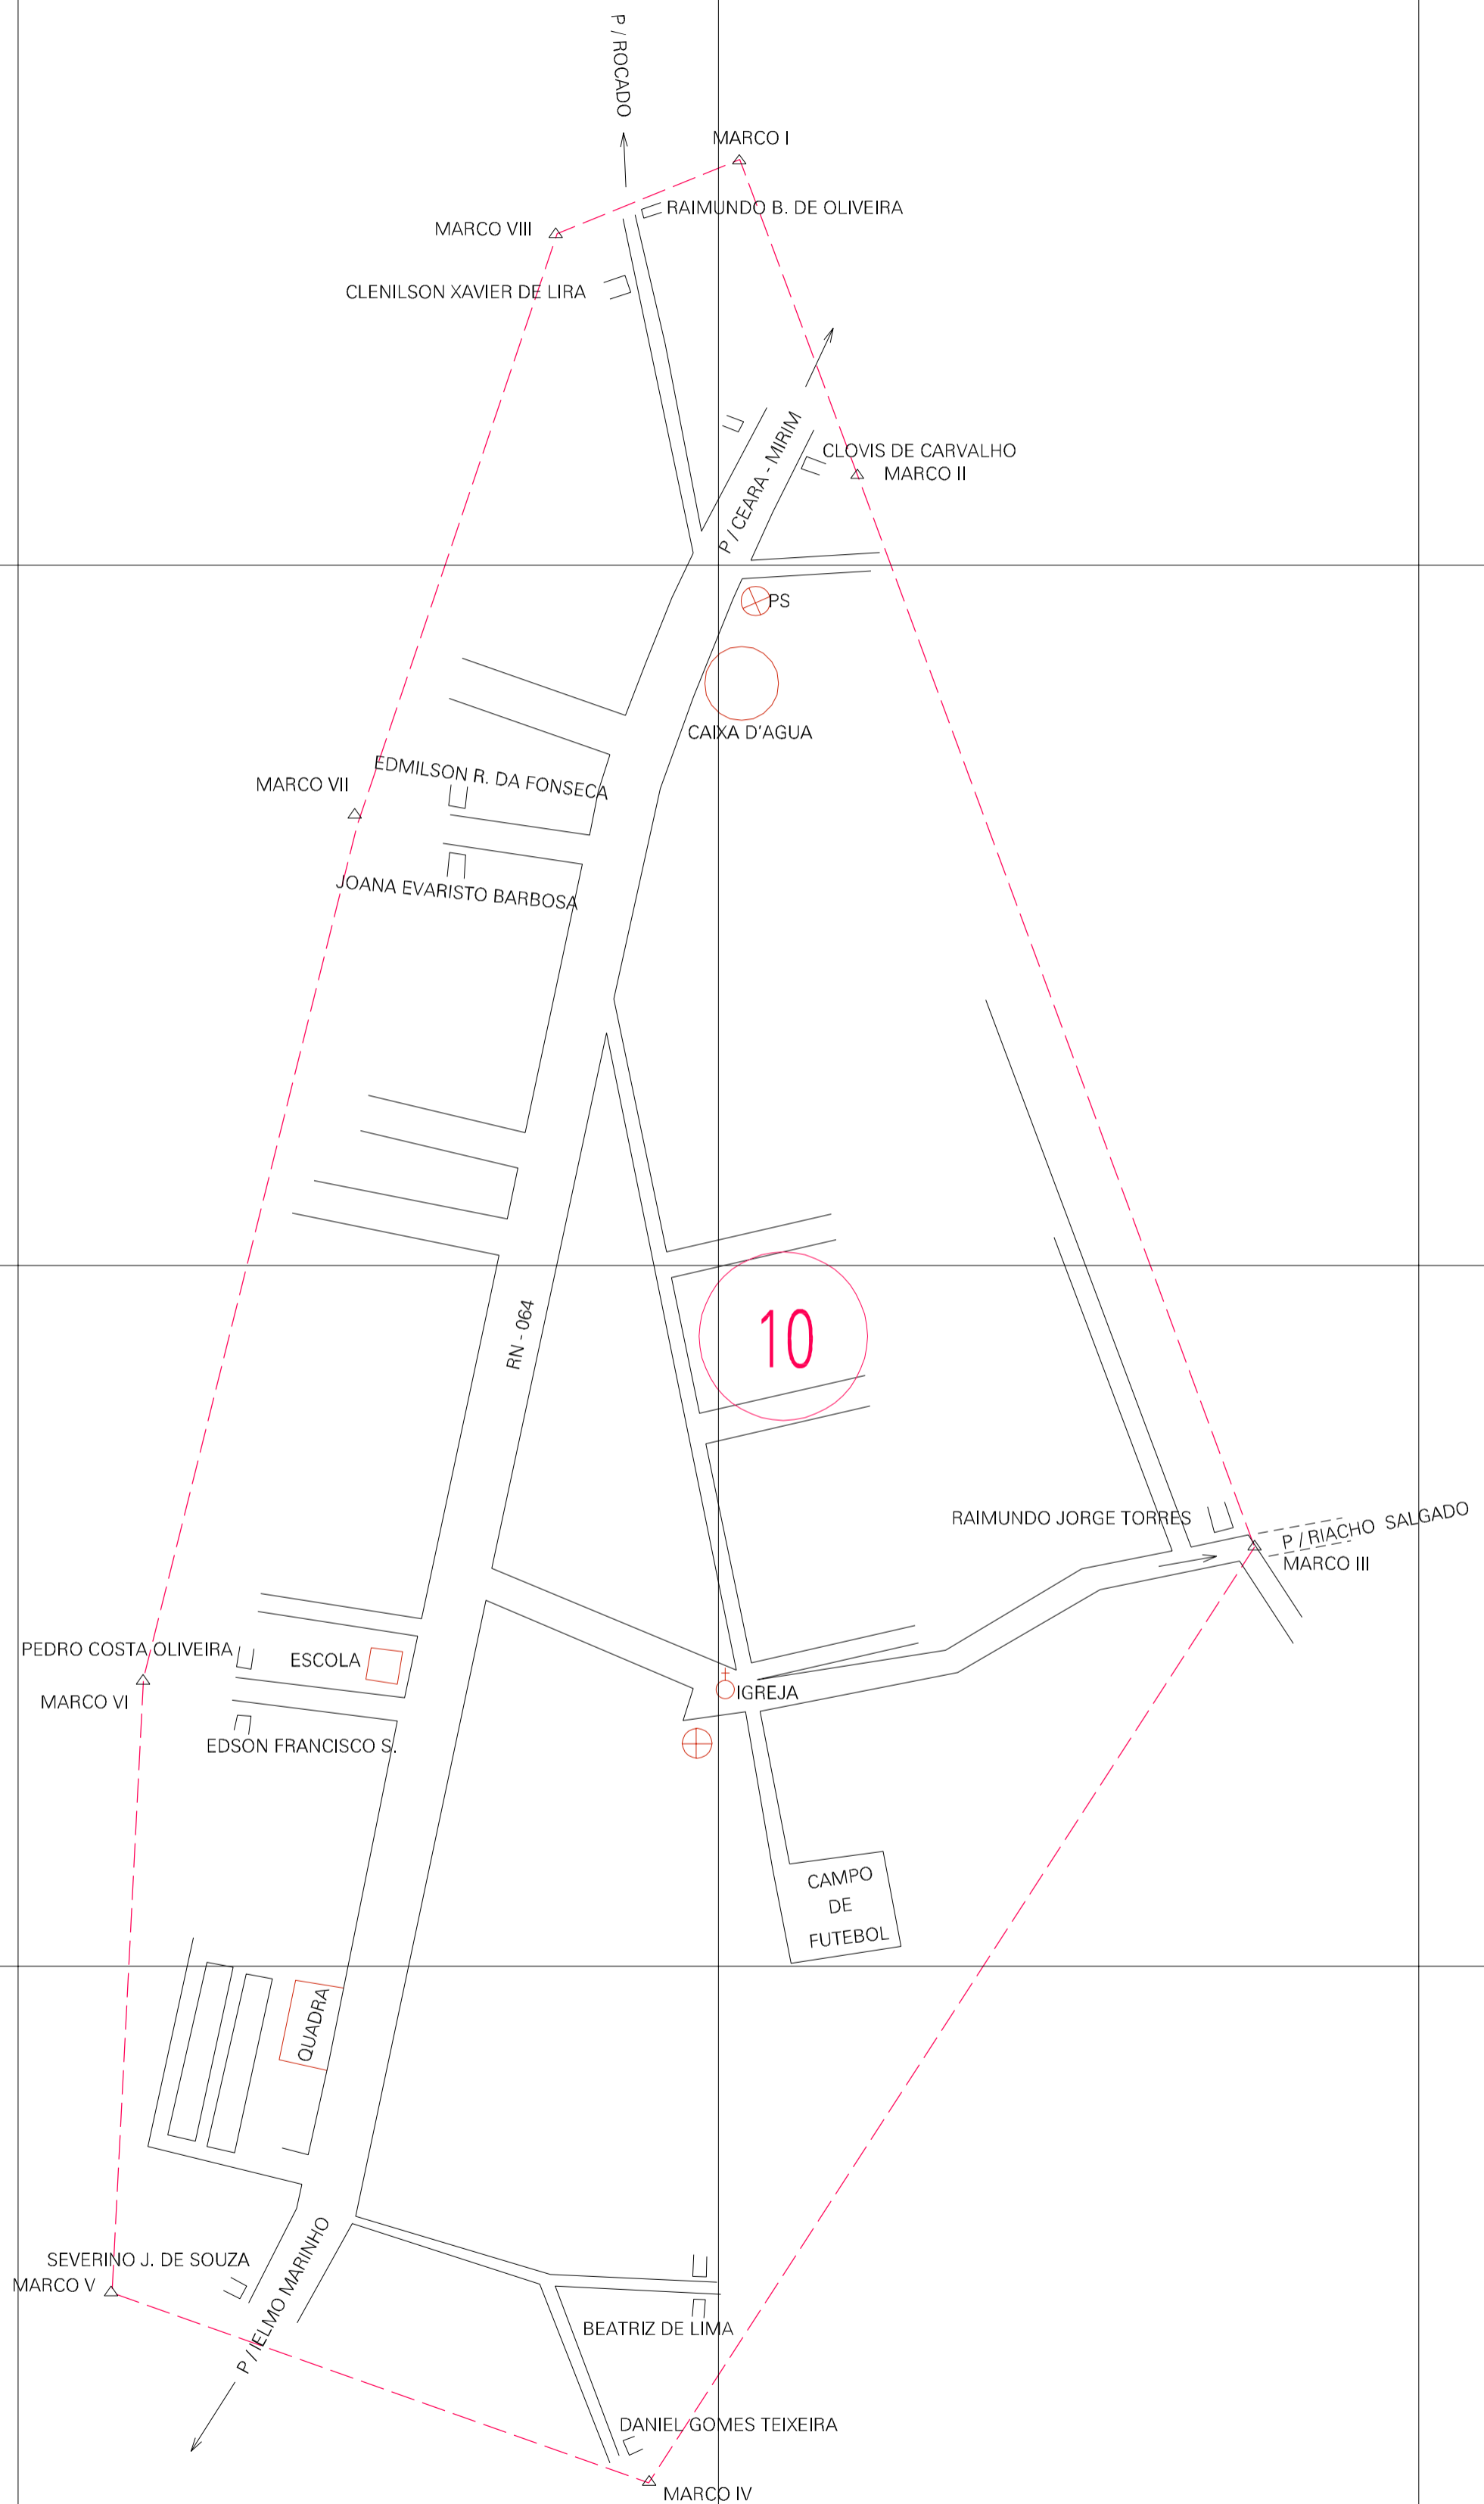 P / ROCADO
MARCO I
RAIMUNDO B. DE OLIVEIRA
MARCO VIII
CLENILSON XAVIER DE LIRA
P / CEARA - MIRIM
CLOVIS DE CARVALHO
MARCO II
PS
CAIXA D'AGUA
EDMILSON R. DA FONSECA
MARCO VII
JOANA EVARISTO BARBOSA
RN - 064
10
RAIMUNDO JORGE TORRES
P / RIACHO SALGADO
MARCO III
PEDRO COSTA OLIVEIRA
ESCOLA
MARCO VI
IGREJA
EDSON FRANCISCO S.
CAMPO
DE
FUTEBOL
QUADRA
SEVERINO J. DE SOUZA
MARCO V
P / IELMO MARINHO
BEATRIZ DE LIMA
DANIEL GOMES TEIXEIRA
MARCO IV